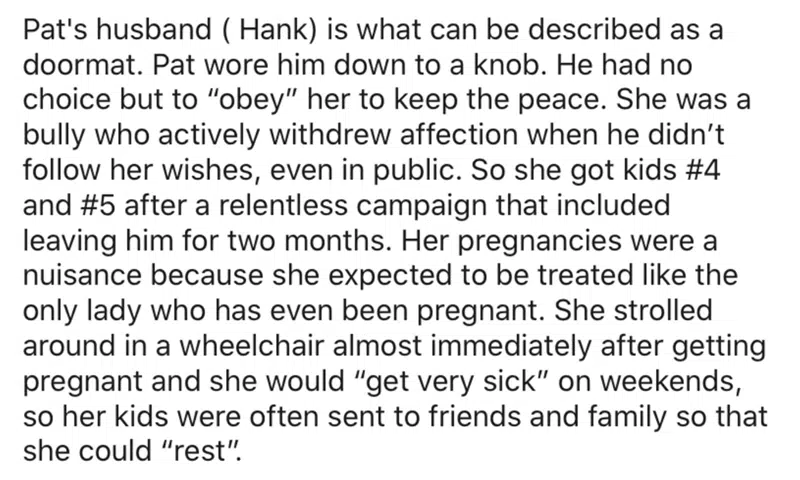 Pat's husband ( Hank) is what can be described as a
doormat. Pat wore him down to a knob. He had no
choice but to “obey” her to keep the peace. She was a
bully who actively withdrew affection when he didn’t
follow her wishes, even in public. So she got kids #4
and #5 after a relentless campaign that included
leaving him for two months. Her pregnancies were a
nuisance because she expected to be treated like the
only lady who has even been pregnant. She strolled
around in a wheelchair almost immediately after getting
pregnant and she would “get very sick” on weekends,
so her kids were often sent to friends and family so that
she could “rest”.